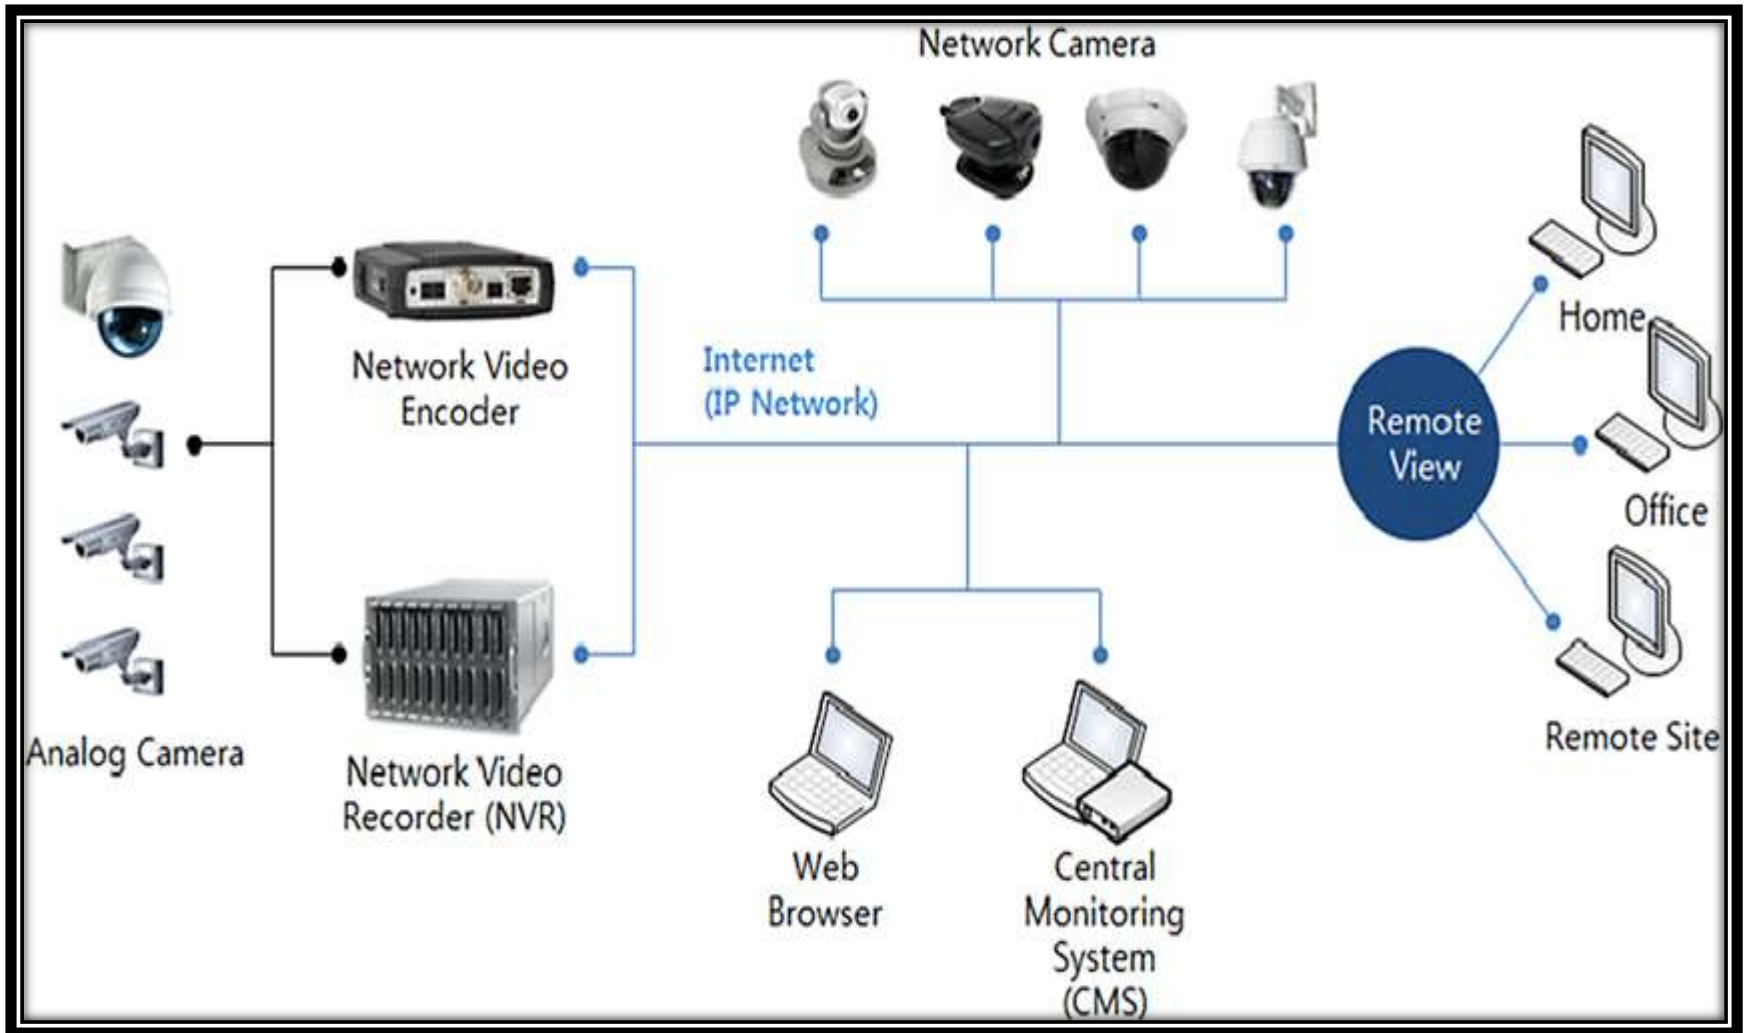 Network Camera
Home
Network Video
Encoder
Internet
(IP Network)
Remote
View
Office
Analog Camera
Network Video
Recorder (NVR)
Remote Site
Web
Browser
Central
Monitoring
System
(CMS)